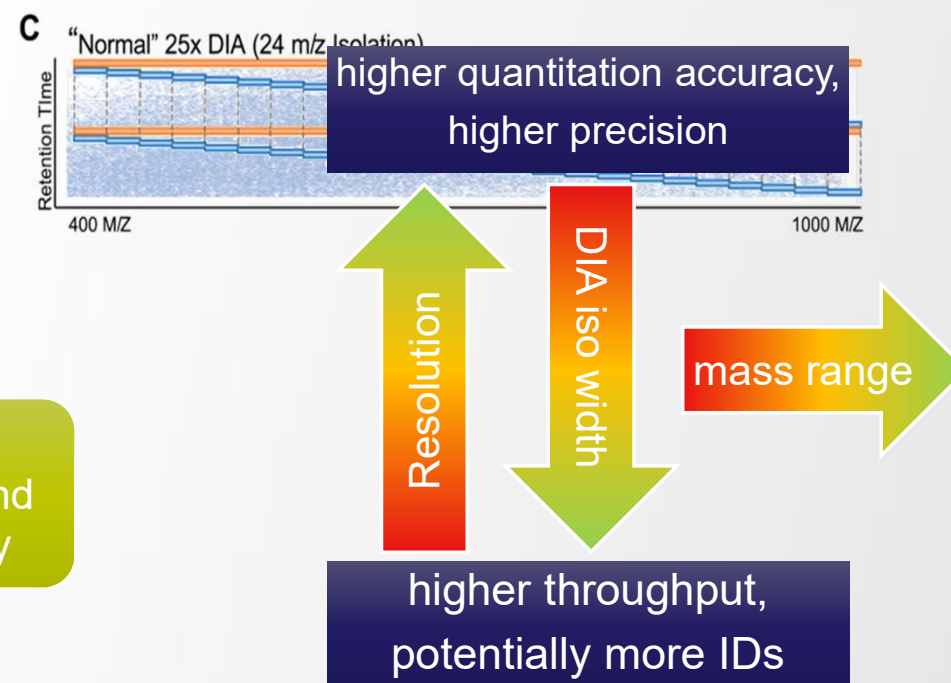 C
"Normal" 25x DIA (24 m/z Isolation)
Retention Time
400 M/Z
1000 M/Z
higher quantitation accuracy,
higher precision
Resolution
DIA iso width
mass range
higher throughput,
potentially more IDs